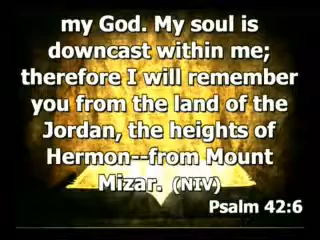 my God. My soul is
downcast within me;
therefore I will remember
you from the land of the
Jordan, the heights of
Hermon--from Mount
Mizar. (NIV)
Psalm 42:6